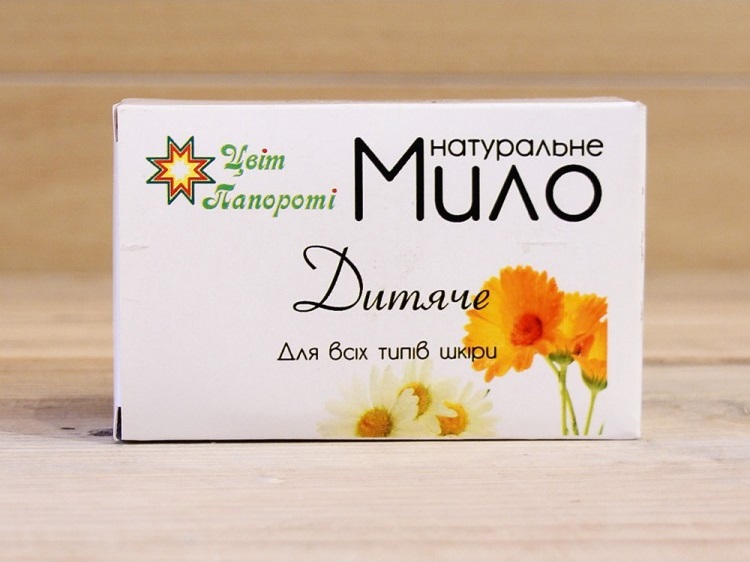 Цвіт
Папороті
натуральне
Мило
Дитяче
Для всіх типів шкіри